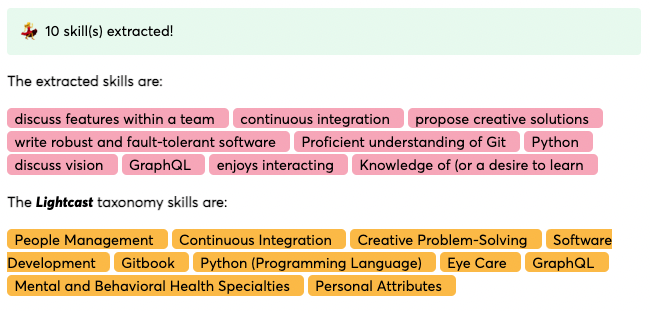 10 skill(s) extracted!
The extracted skills are:
discuss features within a team continuous integration propose creative solutions
write robust and fault-tolerant software Proficient understanding of Git Python
discuss vision GraphQL enjoys interacting Knowledge of (or a desire to learn
The Lightcast taxonomy skills are:
People Management Continuous Integration Creative Problem-Solving Software
Development Gitbook Python (Programming Language) Eye Care GraphQL
Mental and Behavioral Health Specialties Personal Attributes